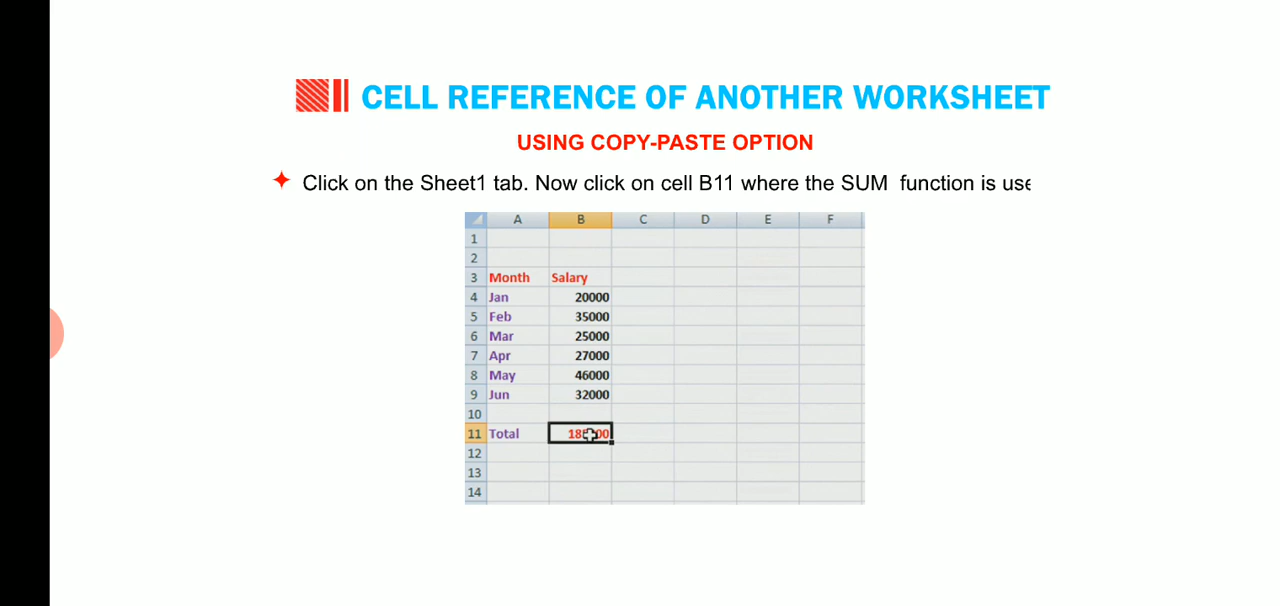 CELL REFERENCE OF ANOTHER WORKSHEET
USING COPY-PASTE OPTION
Click on the Sheet1 tab. Now click on cell B11 where the SUM function is use
A B C D E F
1
2
3 Month Salary
4 Jan 20000
5 Feb 35000
6 Mar 25000
7 Apr 27000
8 May 46000
9 Jun 32000
10
11 Total
12
13
14